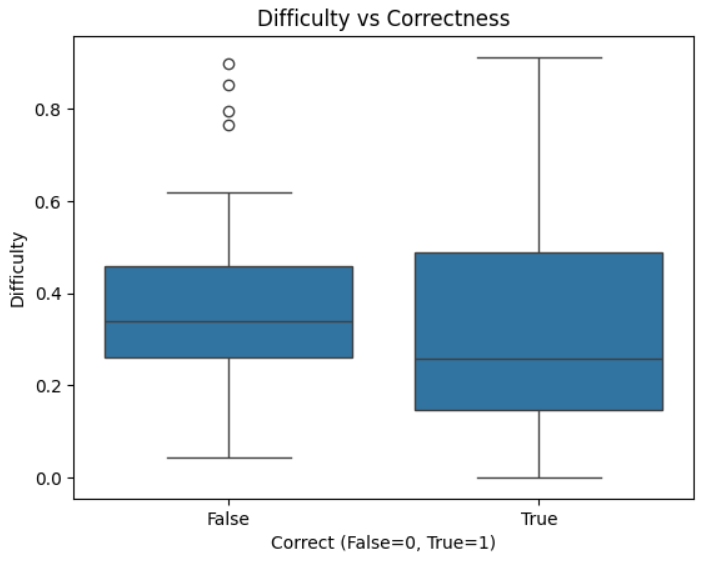 Difficulty vs Correctness
Difficulty
0.8
0.6
0.4
0.2
0.0
False
True
Correct (False=0, True=1)